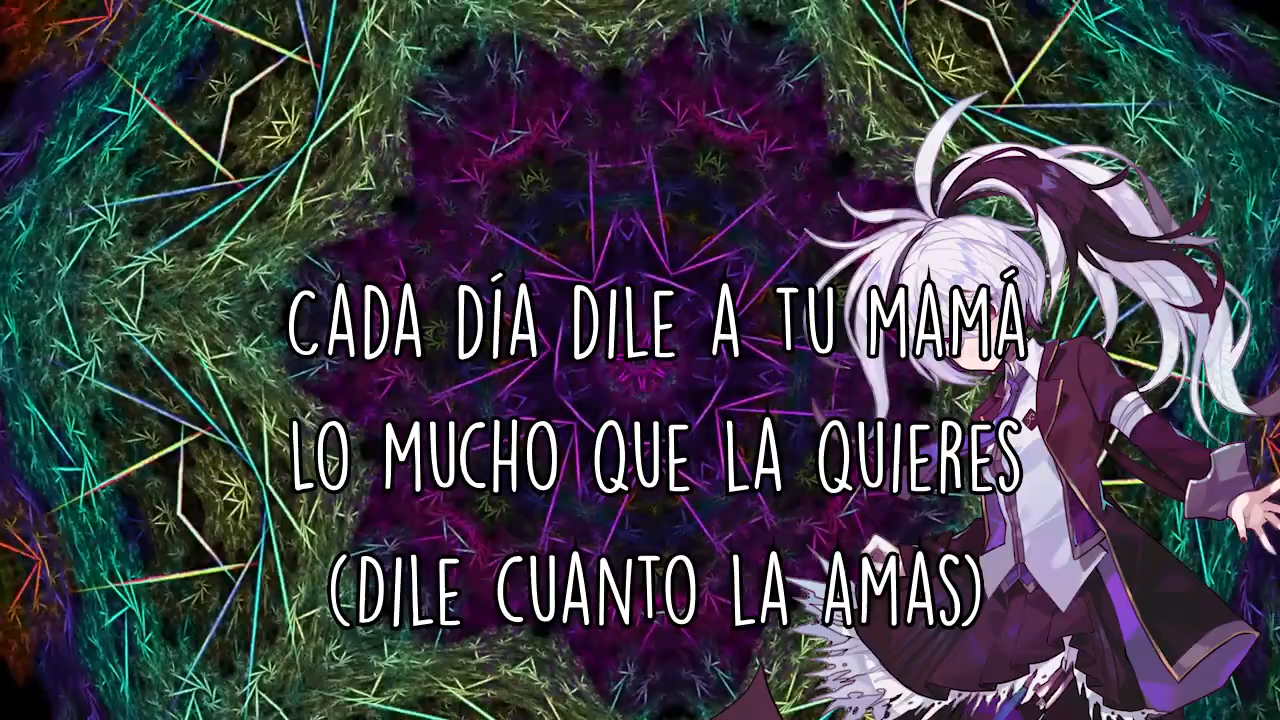 CADA DÍA DILE A TU MAMÁ
LO MUCHO QUE LA QUIERES
(DILE CUANTO LA AMAS)